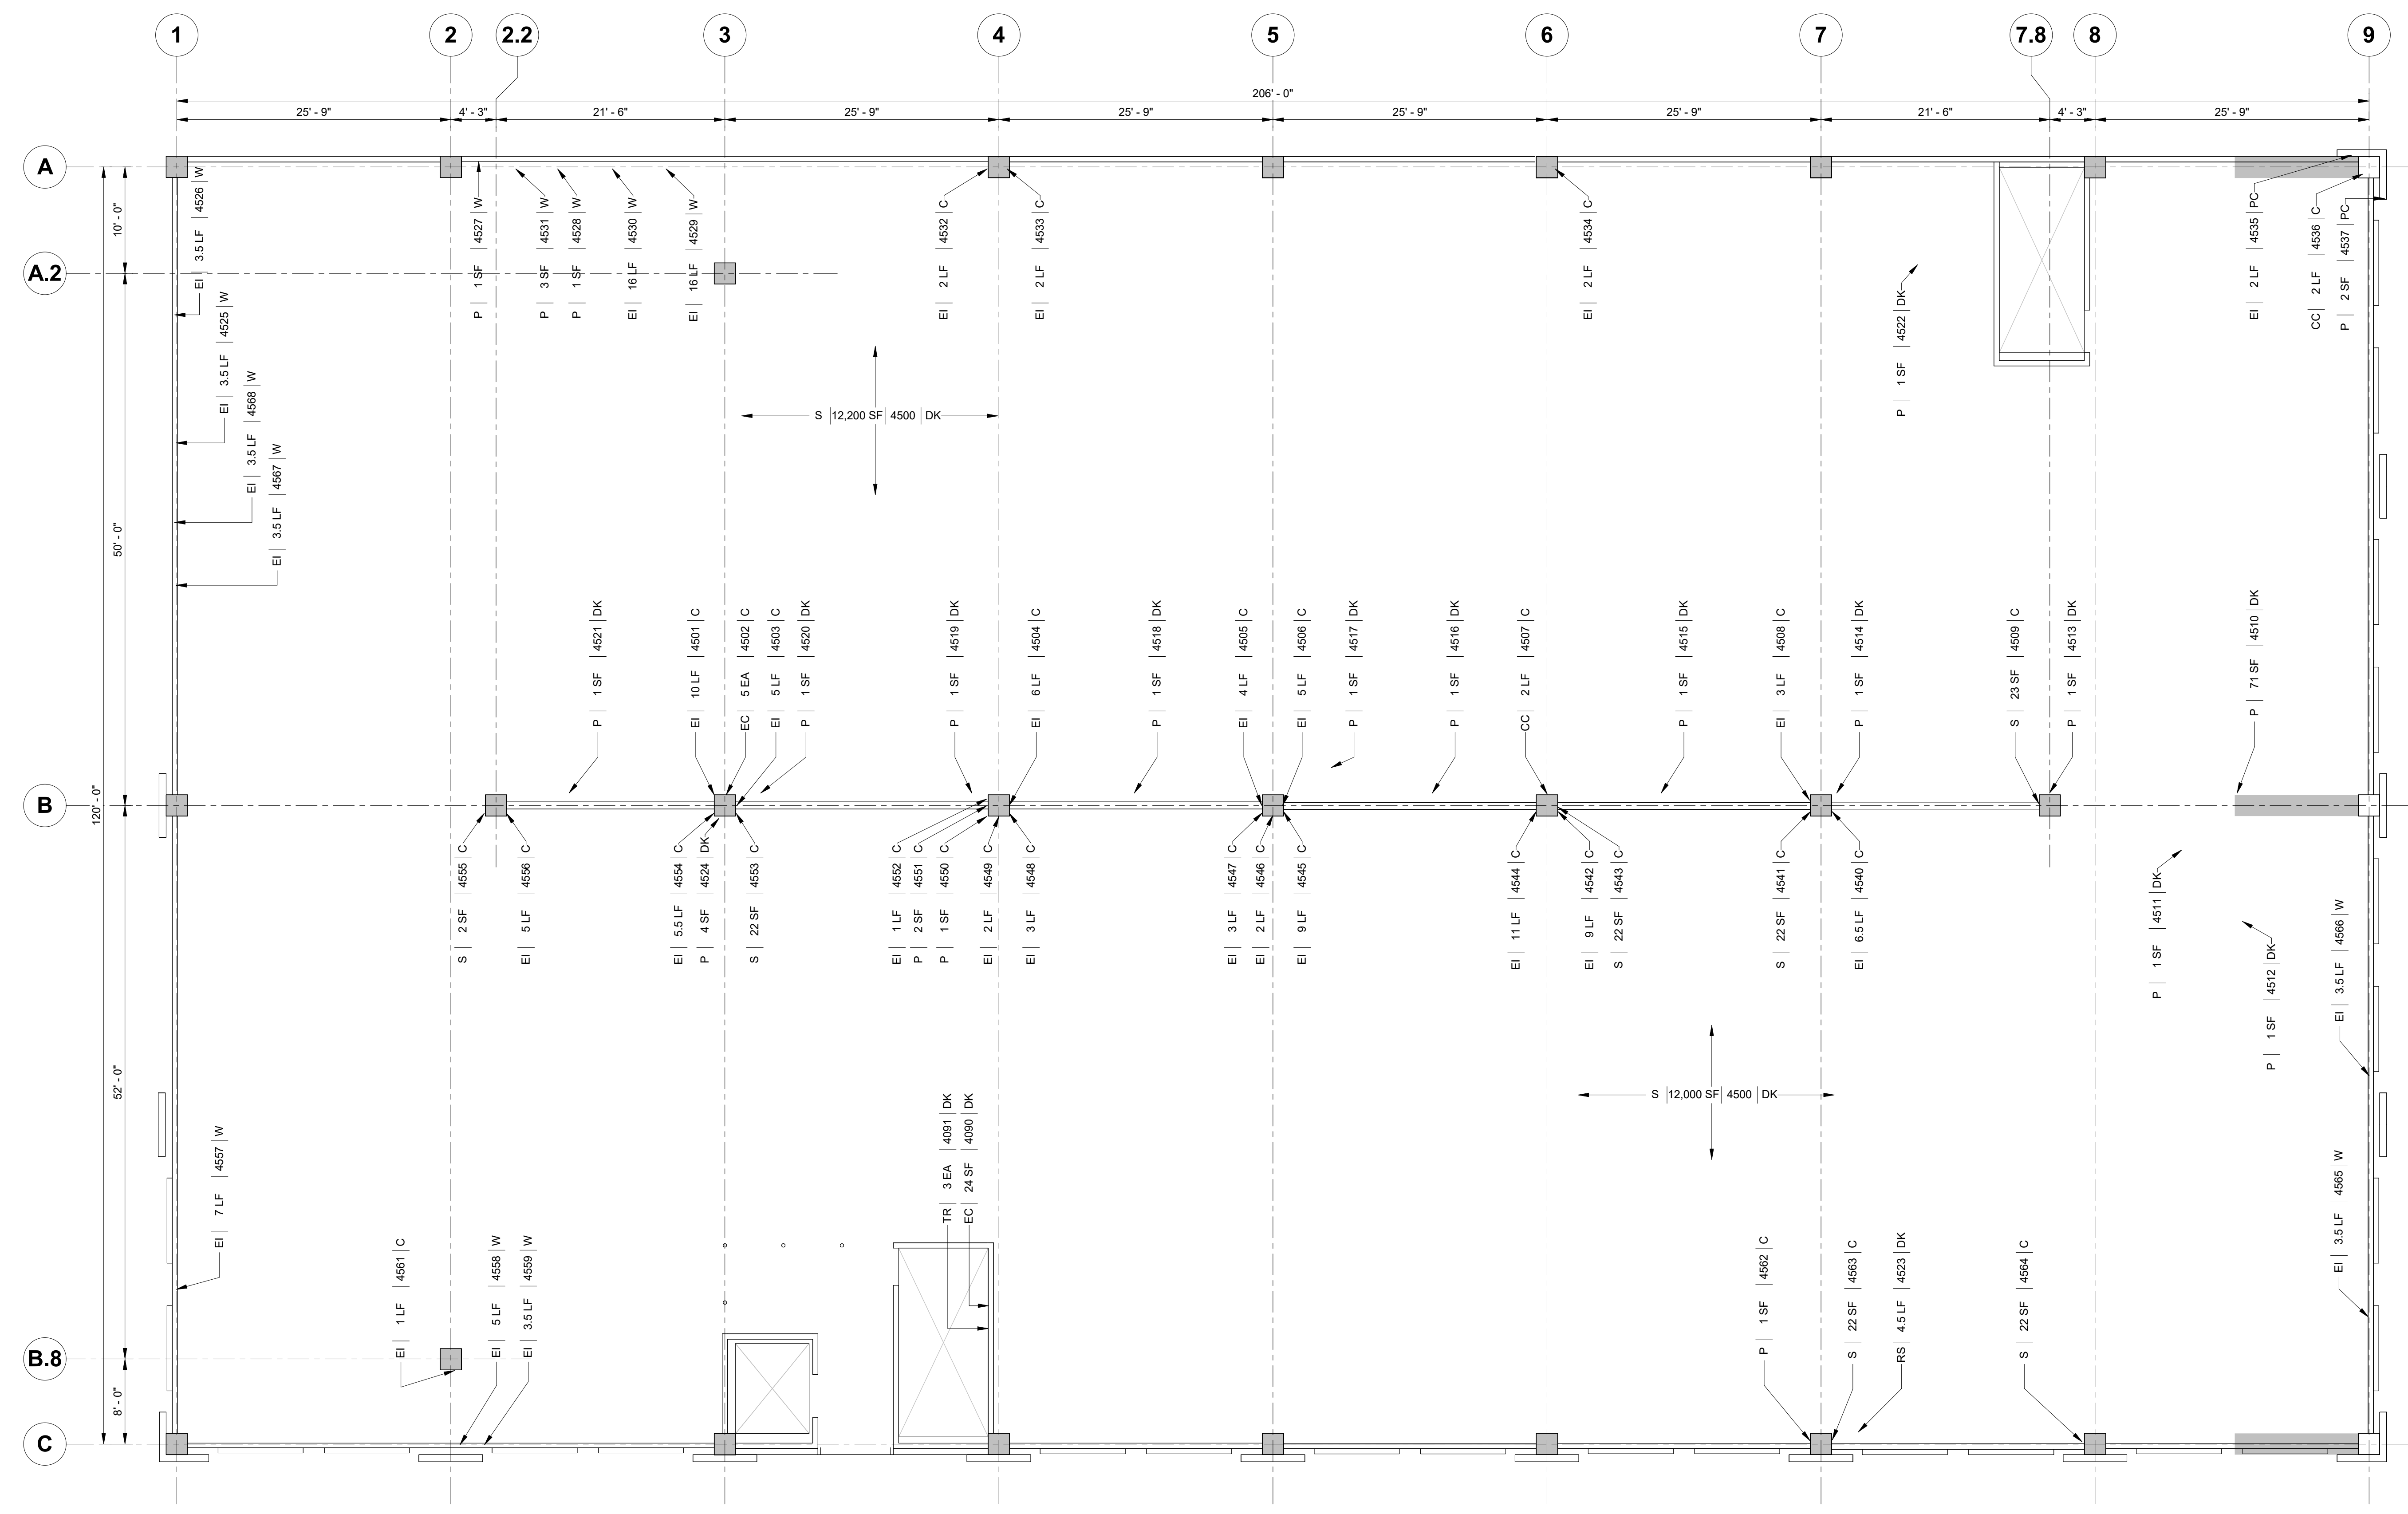 1 2 2.2 3 4 5 6 7 7.8 8 9
206' - 0"
25' - 9" 4' - 3" 21' - 6" 25' - 9" 25' - 9" 25' - 9" 25' - 9" 21' - 6" 4' - 3" 25' - 9"
A
A.2
B
B.8
C
10' - 0"
50' - 0"
120' - 0"
52' - 0"
8' - 0"
EI 3.5 LF 4526 W
EI 3.5 LF 4525 W
EI 3.5 LF 4568 W
EI 3.5 LF 4567 W
P 1 SF 4527 W
P 3 SF 4531 W
P 1 SF 4528 W
EI 16 LF 4530 W
EI 16 LF 4529 W
EI 2 LF 4532 C
EI 2 LF 4533 C
EI 2 LF 4534 C
P 1 SF 4522 DK
EI 2 LF 4535 PC
CC 2 LF 4536 C
P 2 SF 4537 PC
S 12,200 SF 4500 DK
P 1 SF 4521 DK
EI 10 LF 4501 C
EC 5 EA 4502 C
EI 5 LF 4503 C
P 1 SF 4520 DK
P 1 SF 4519 DK
EI 6 LF 4504 C
P 1 SF 4518 DK
EI 4 LF 4505 C
EI 5 LF 4506 C
P 1 SF 4517 DK
P 1 SF 4516 DK
CC 2 LF 4507 C
P 1 SF 4515 DK
EI 3 LF 4508 C
P 1 SF 4514 DK
S 23 SF 4509 C
P 1 SF 4513 DK
P 71 SF 4510 DK
S 2 SF 4555 C
EI 5 LF 4556 C
EI 5.5 LF 4554 C
P 4 SF 4524 DK
S 22 SF 4553 C
EI 1 LF 4552 C
P 2 SF 4551 C
P 1 SF 4550 C
EI 2 LF 4549 C
EI 3 LF 4548 C
EI 3 LF 4547 C
EI 2 LF 4546 C
EI 9 LF 4545 C
EI 11 LF 4544 C
EI 9 LF 4542 C
S 22 SF 4543 C
S 22 SF 4541 C
EI 6.5 LF 4540 C
P 1 SF 4511 DK
P 1 SF 4512 DK
EI 3.5 LF 4566 W
S 12,000 SF 4500 DK
EI 7 LF 4557 W
EI 1 LF 4561 C
EI 5 LF 4558 W
EI 3.5 LF 4559 W
TR 3 EA 4091 DK
EC 24 SF 4090 DK
P 1 SF 4562 C
S 22 SF 4563 C
RS 4.5 LF 4523 DK
S 22 SF 4564 C
EI 3.5 LF 4565 W